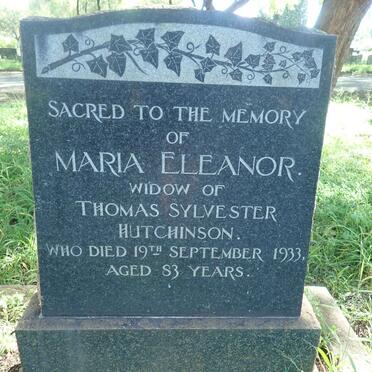 SACRED TO THE MEMORY
OF
MARIA ELEANOR.
WIDOW OF
THOMAS SYLVESTER
HUTCHINSON.
WHO DIED 19TH SEPTEMBER 1933,
AGED 83 YEARS.